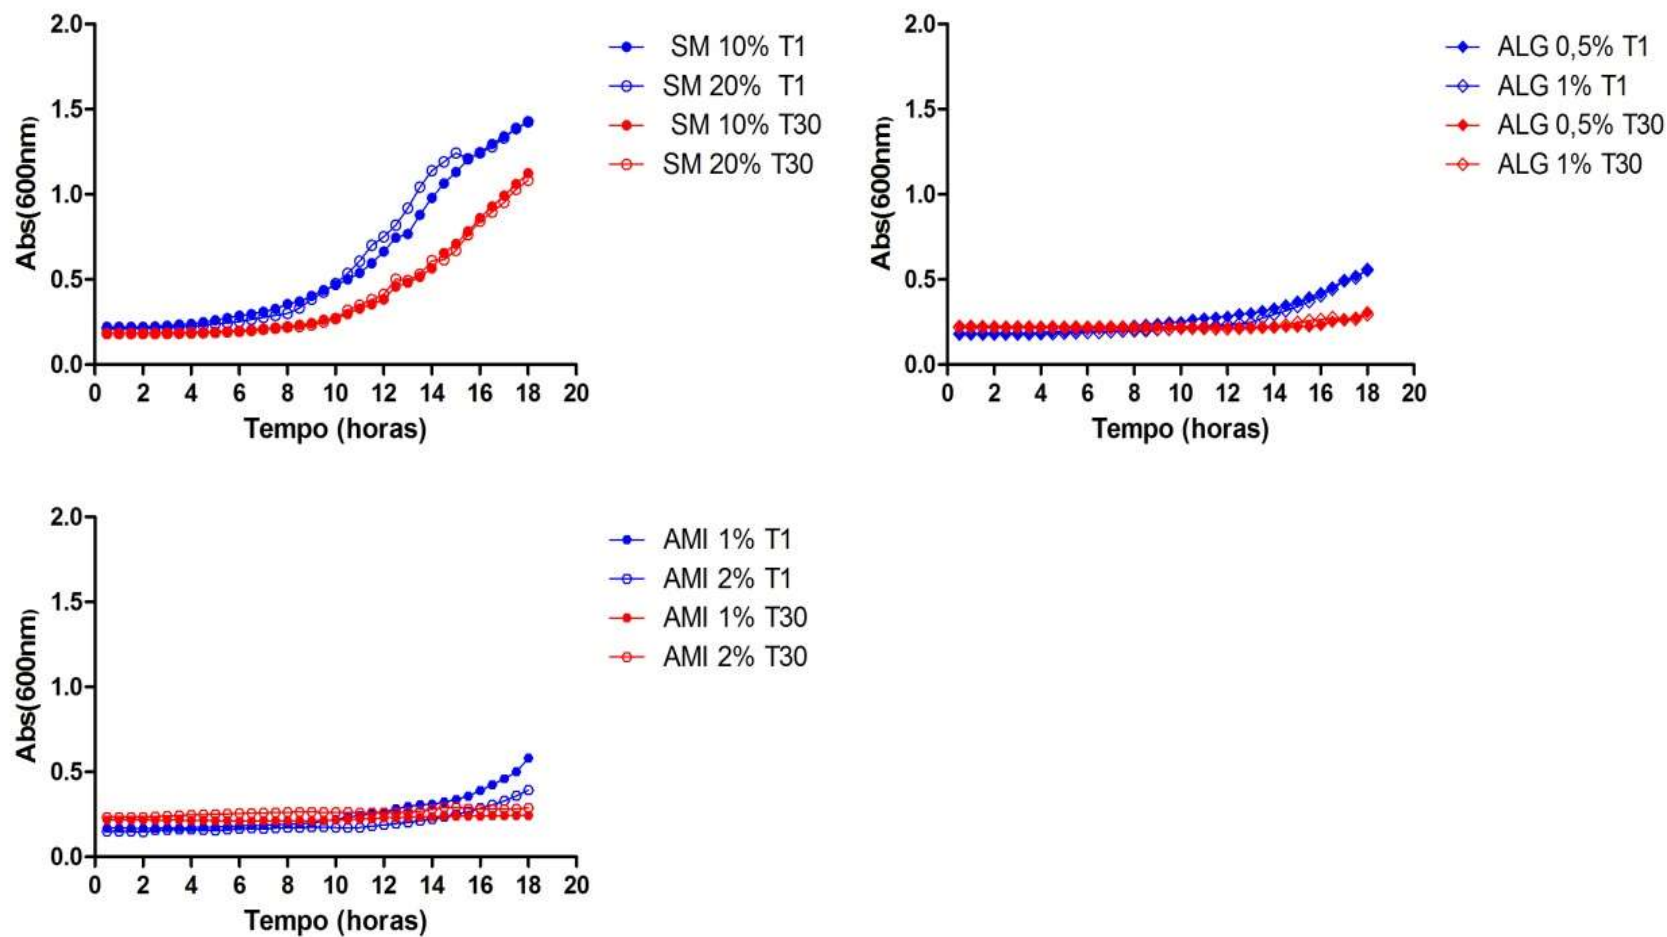 2.0
1.5
1.0
0.5
0.0
Abs(600nm)
0 2 4 6 8 10 12 14 16 18 20
Tempo (horas)
SM 10% T1
SM 20% T1
SM 10% T30
SM 20% T30
2.0
1.5
1.0
0.5
0.0
Abs(600nm)
0 2 4 6 8 10 12 14 16 18 20
Tempo (horas)
ALG 0,5% T1
ALG 1% T1
ALG 0,5% T30
ALG 1% T30
2.0
1.5
1.0
0.5
0.0
Abs(600nm)
0 2 4 6 8 10 12 14 16 18 20
Tempo (horas)
AMI 1% T1
AMI 2% T1
AMI 1% T30
AMI 2% T30